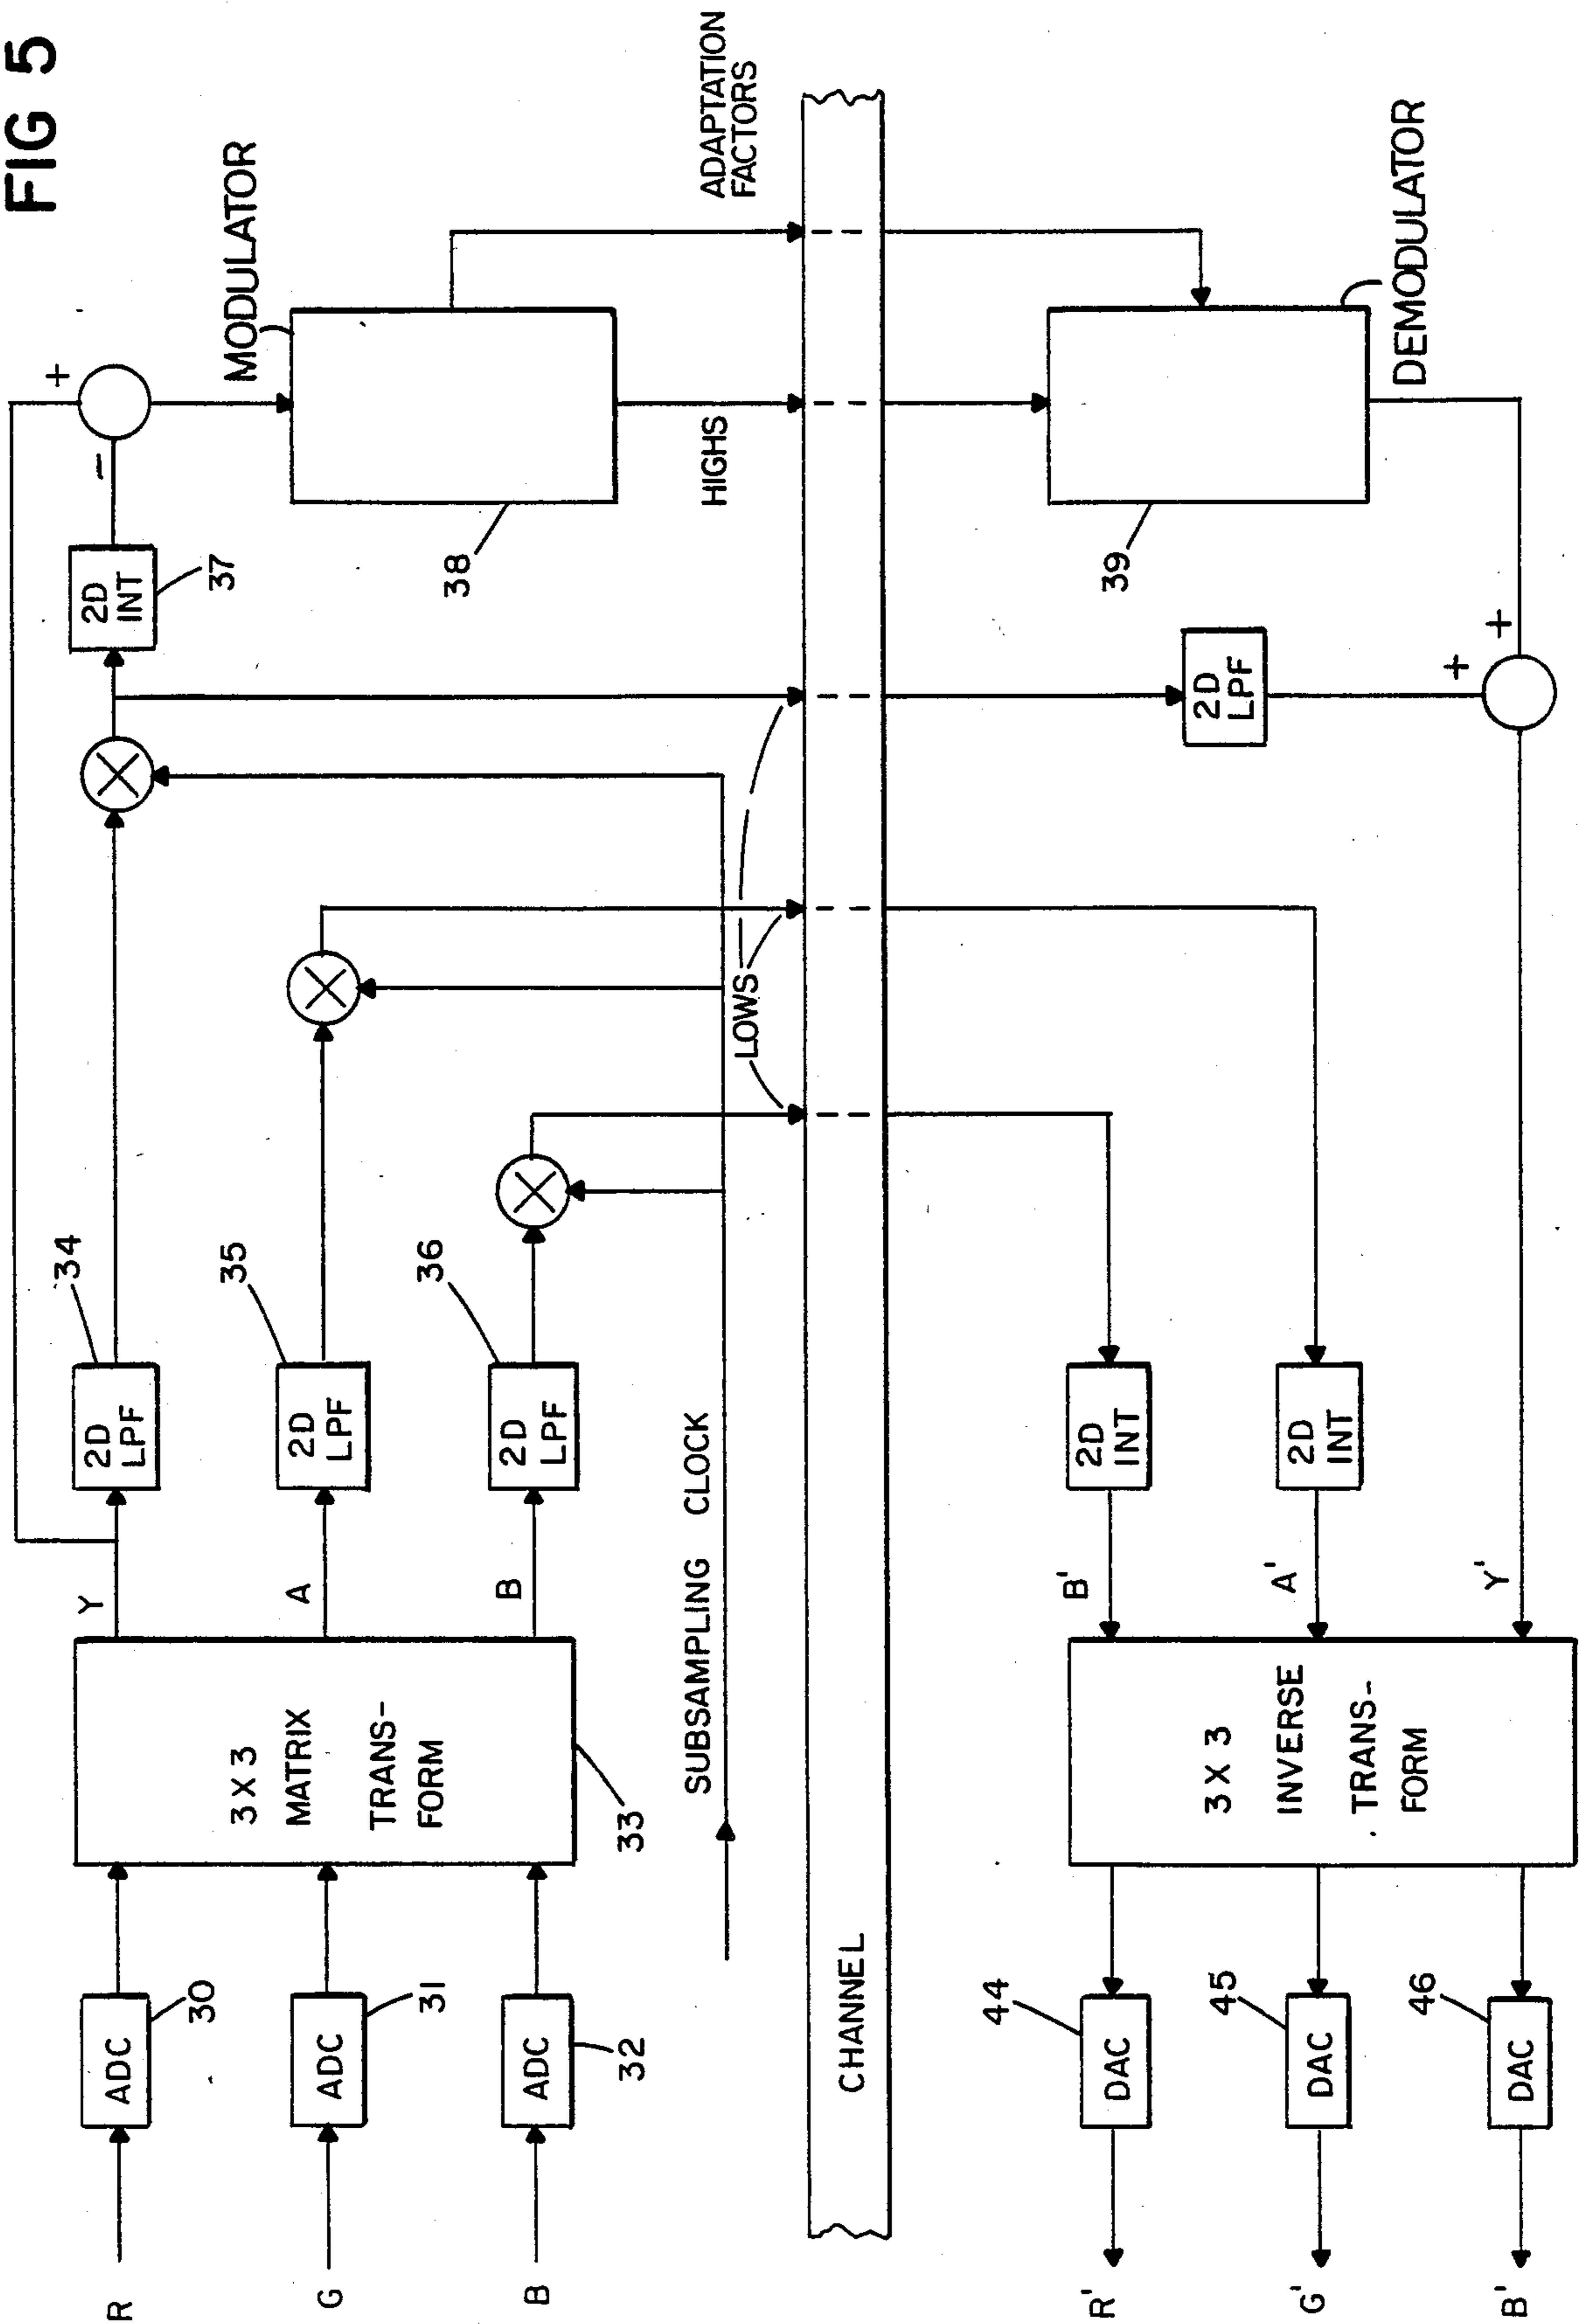 FIG 5
R
ADC
30
G
ADC
31
B
ADC
32
3 X 3
MATRIX
TRANS-
FORM
33
Y
A
B
2D
LPF
34
2D
LPF
35
2D
LPF
36
2D
INT
37
+
−
MODULATOR
38
SUBSAMPLING CLOCK
LOWS
HIGHS
ADAPTATION
FACTORS
CHANNEL
DEMODULATOR
39
2D
LPF
+
+
2D
INT
2D
INT
B'
A'
Y'
3 X 3
INVERSE
TRANS-
FORM
44
DAC
R'
45
DAC
G'
46
DAC
B'